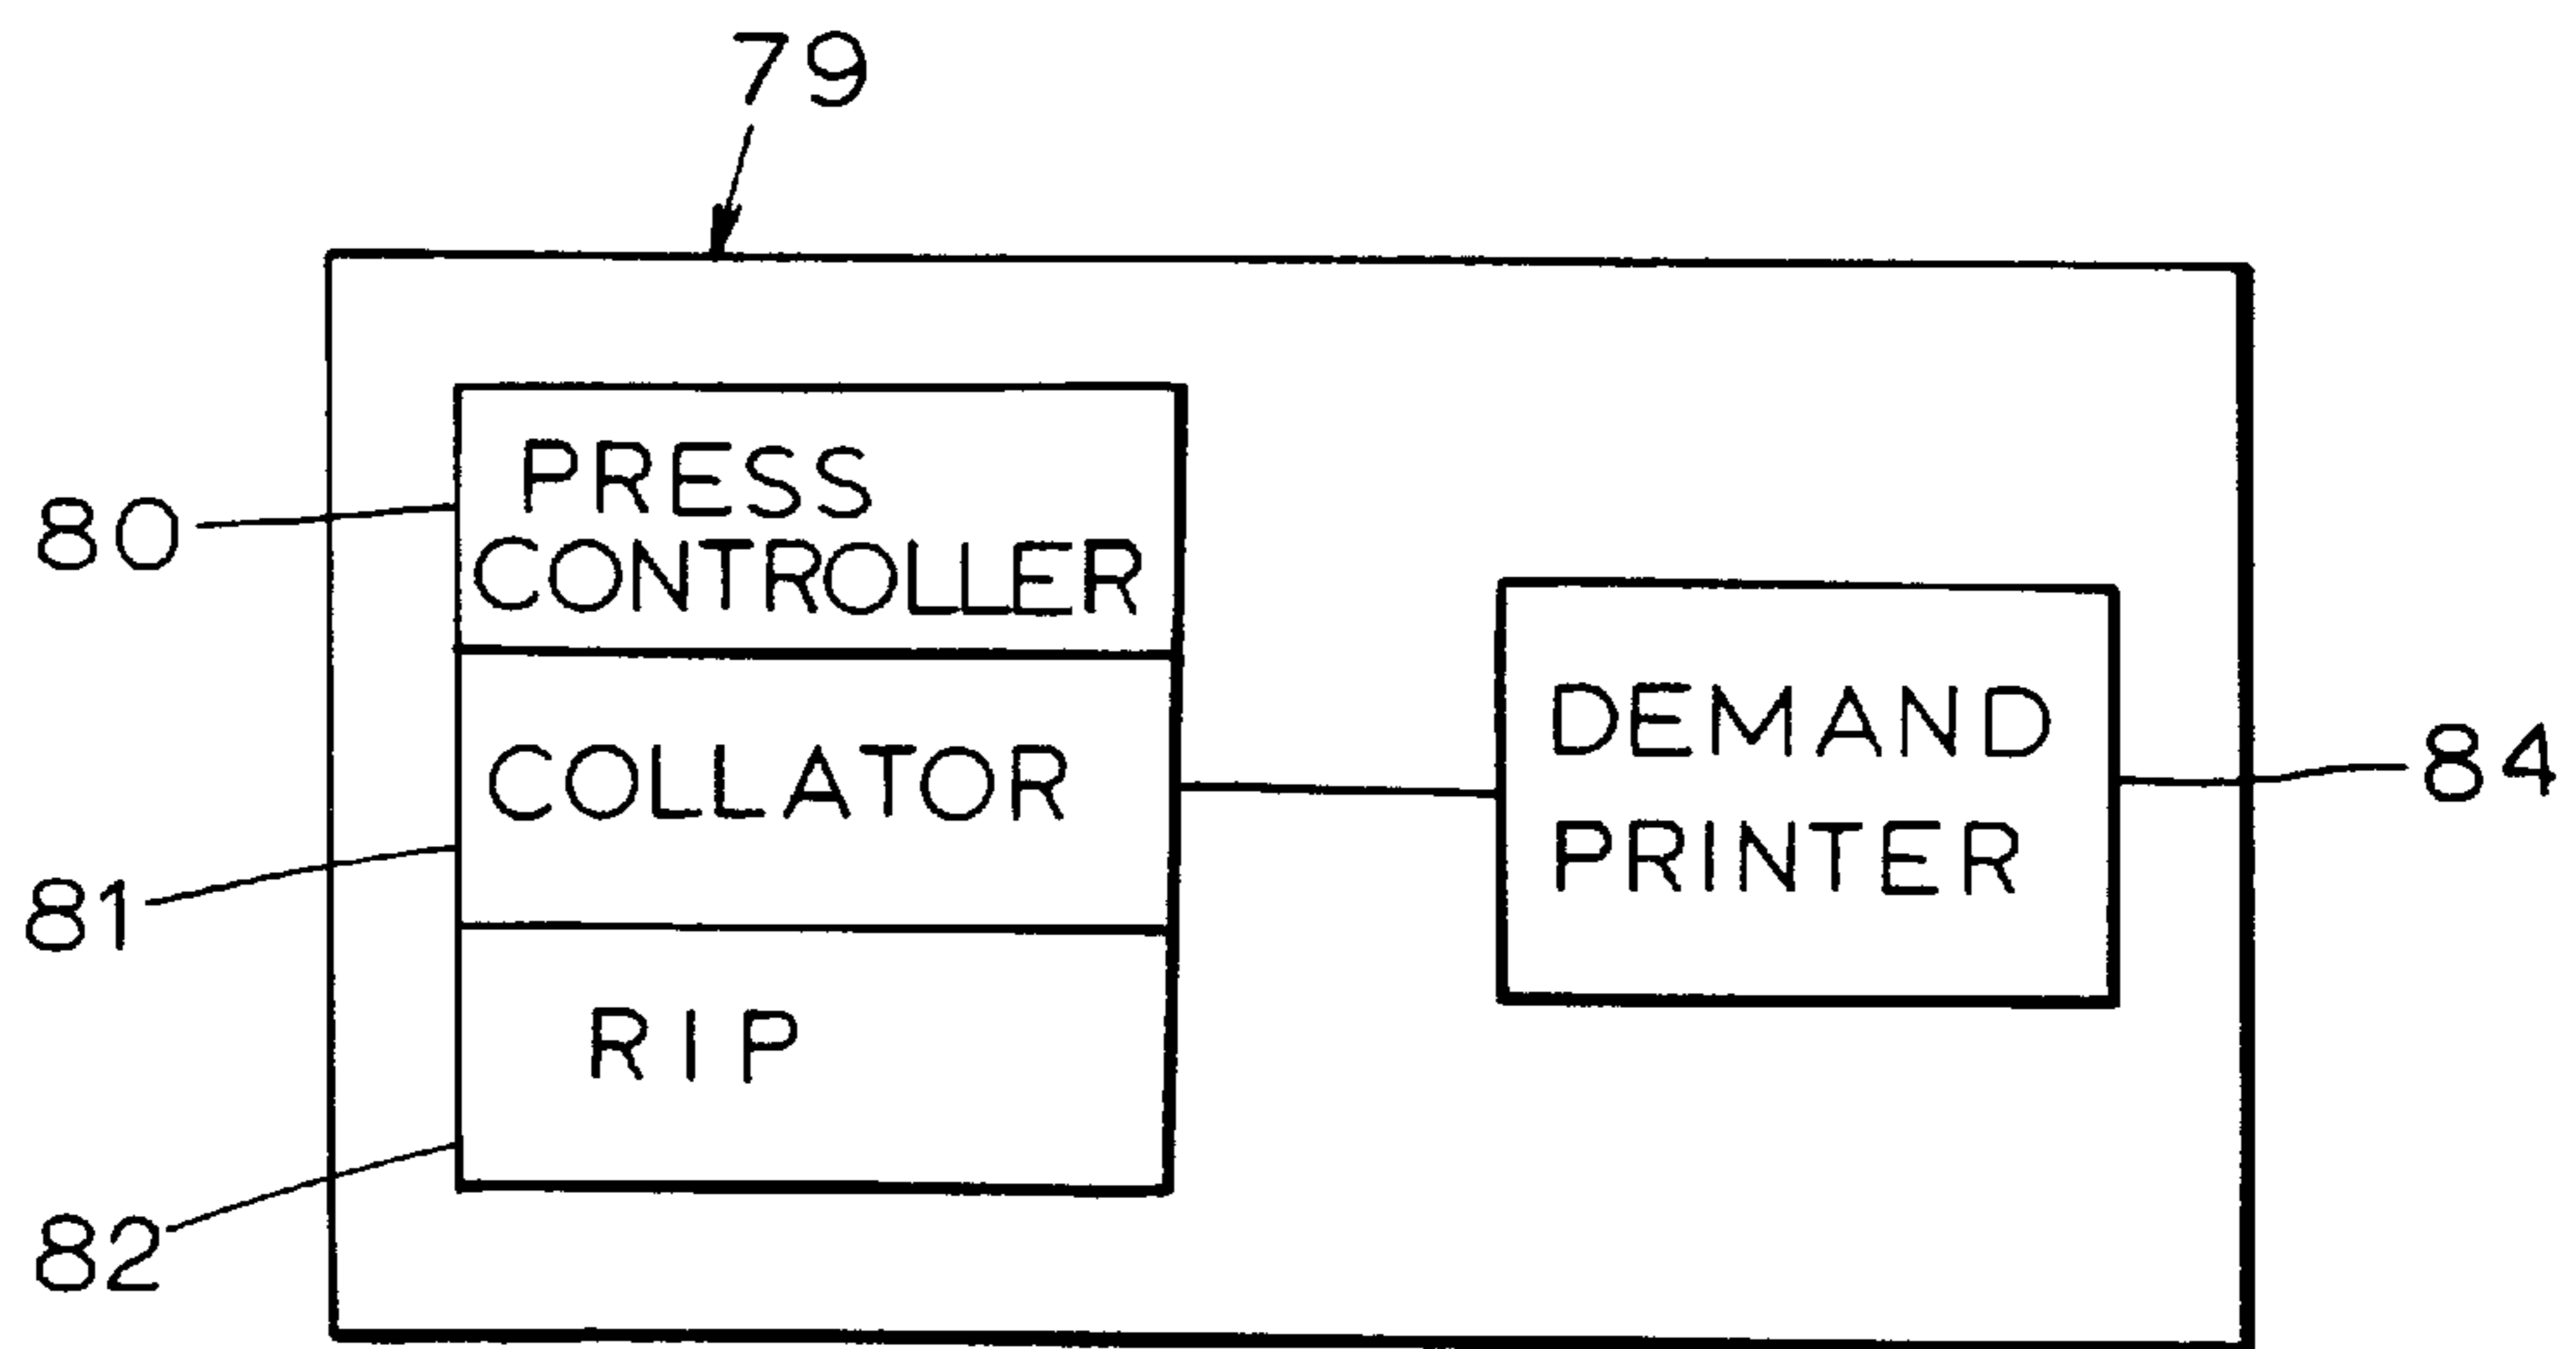 79
80
PRESS
CONTROLLER
81
COLLATOR
82
RIP
DEMAND
PRINTER
84